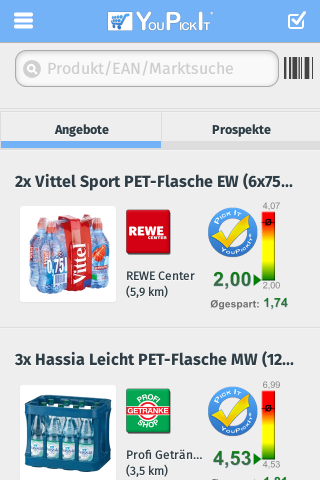 YouPickIt
Produkt/EAN/Marktsuche
Angebote
Prospekte
2x Vittel Sport PET-Flasche EW (6x75...
0,75L
Vittel
REWE
CENTER
REWE Center
(5,9 km)
PICK IT
YOUPICKIT
4,07
Ø
2,00
2,00
Øgespart: 1,74
3x Hassia Leicht PET-Flasche MW (12...
PROFI
GETRÄNKE
SHOP
Profi Geträn...
(3,5 km)
PICK IT
YOUPICKIT
6,99
Ø
4,53
4,53